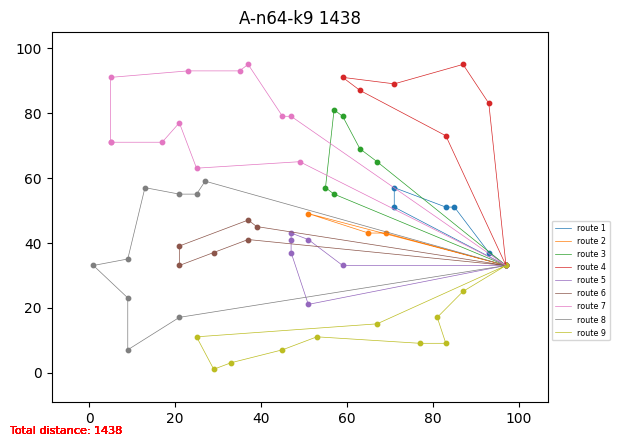 A-n64-k9 1438
100
80
60
40
20
0
0 20 40 60 80 100
route 1
route 2
route 3
route 4
route 5
route 6
route 7
route 8
route 9
Total distance: 1438